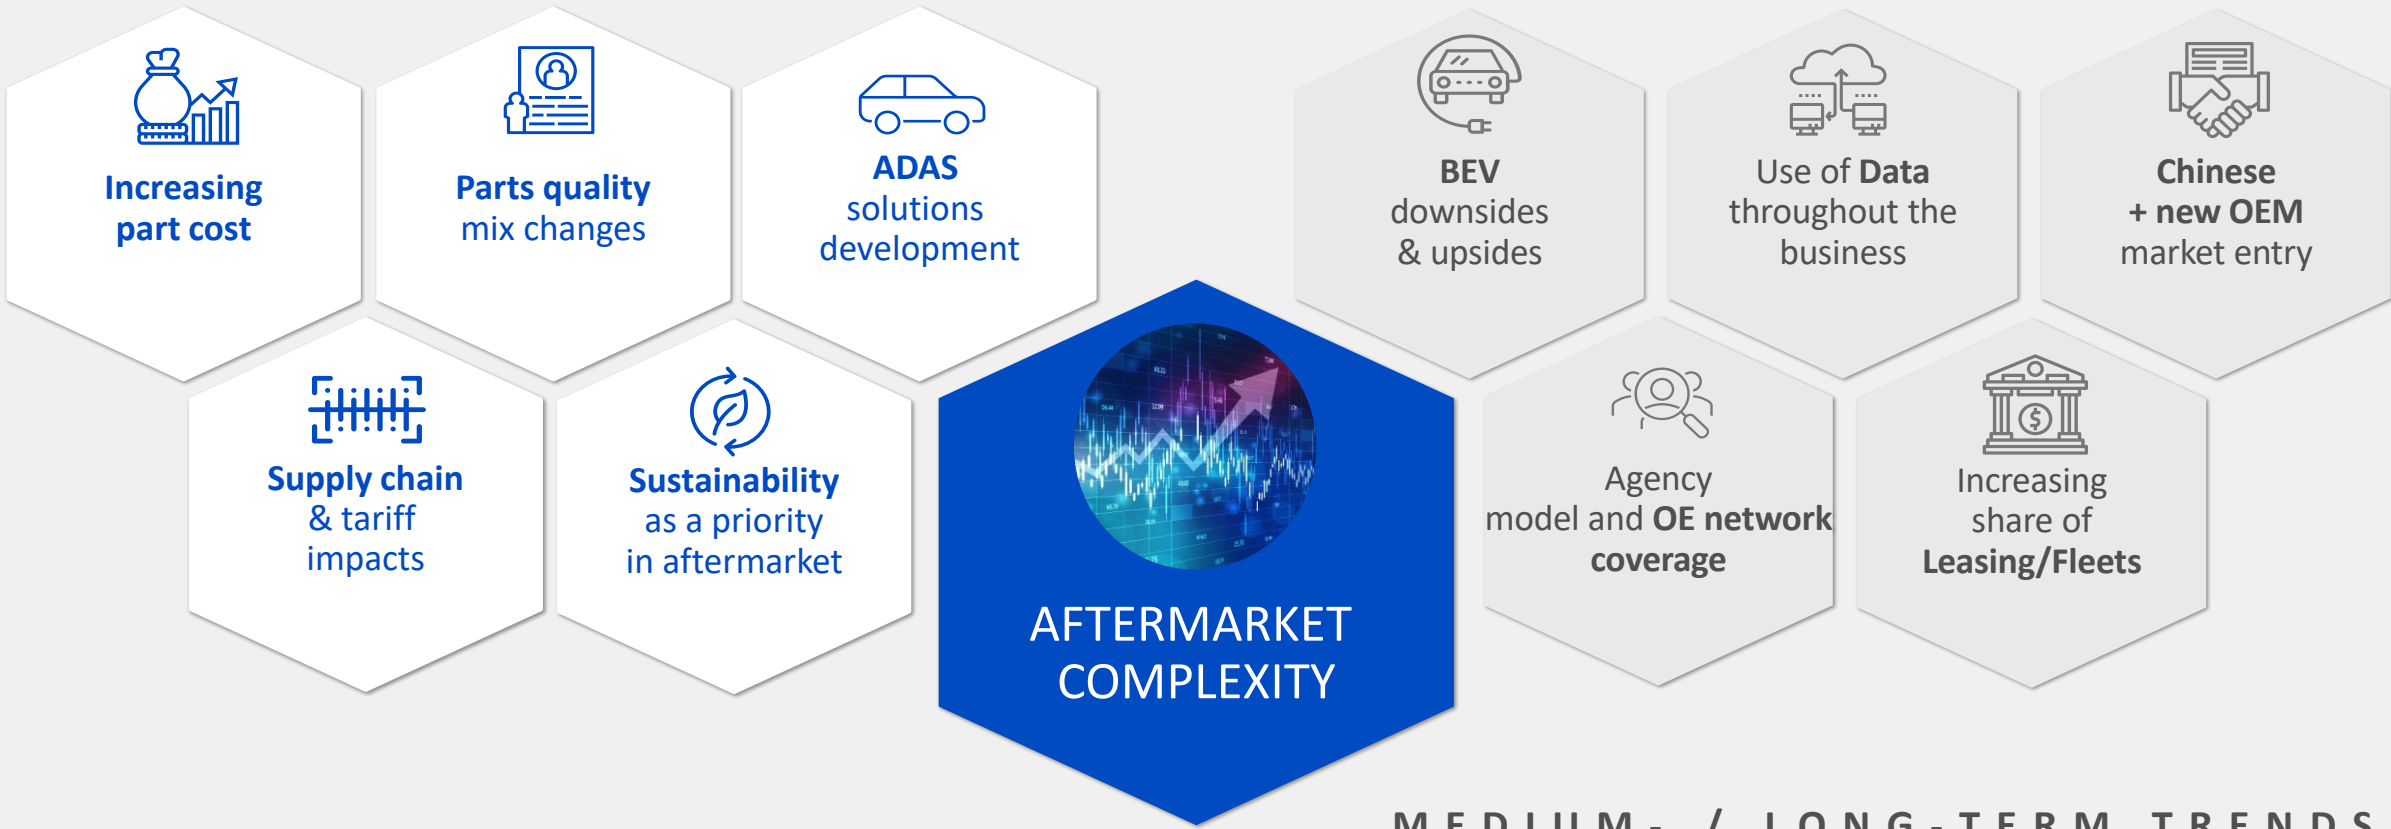 Increasing
part cost
Parts quality
mix changes
ADAS
solutions
development
Supply chain
& tariff
impacts
Sustainability
as a priority
in aftermarket
AFTERMARKET
COMPLEXITY
BEV
downsides
& upsides
Use of Data
throughout the
business
Chinese
+ new OEM
market entry
Agency
model and OE network
coverage
Increasing
share of
Leasing/Fleets
MEDIUM- / LONG-TERM TRENDS